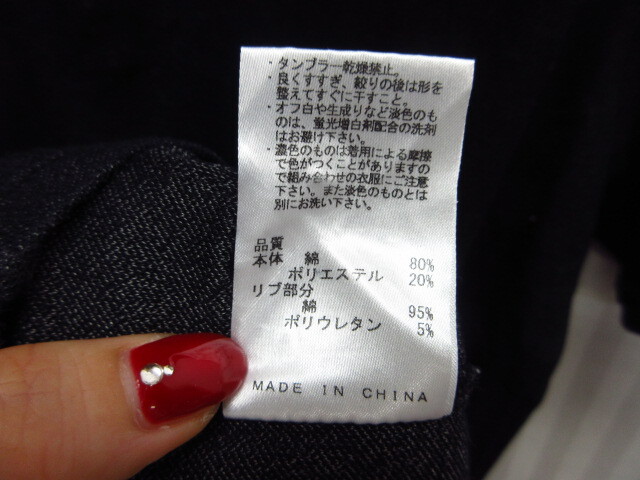 ・タンブラー乾燥禁止。
・良くすすぎ、絞りの後は形を
整えてすぐに干すこと。
・オフ白や生成りなど淡色のも
のは、蛍光増白剤配合の洗剤
はお避け下さい。
・濃色のものは着用による摩擦
で色がつくことがありますの
で組み合わせの衣服にご注意
下さい。また淡色のものとは
別にお洗い下さい。
品質
本体 綿 80%
ポリエステル 20%
リブ部分
綿 95%
ポリウレタン 5%
MADE IN CHINA